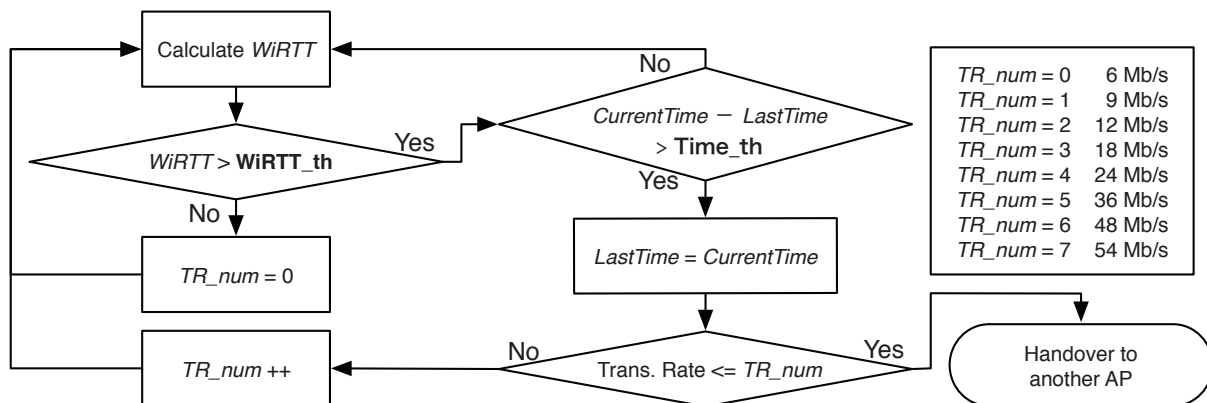 Calculate WiRTT
WiRTT > WiRTT_th
Yes
No
TR_num = 0
TR_num ++
No
CurrentTime − LastTime
> Time_th
Yes
LastTime = CurrentTime
No
Trans. Rate <= TR_num
Yes
TR_num = 0 6 Mb/s
TR_num = 1 9 Mb/s
TR_num = 2 12 Mb/s
TR_num = 3 18 Mb/s
TR_num = 4 24 Mb/s
TR_num = 5 36 Mb/s
TR_num = 6 48 Mb/s
TR_num = 7 54 Mb/s
Handover to
another AP